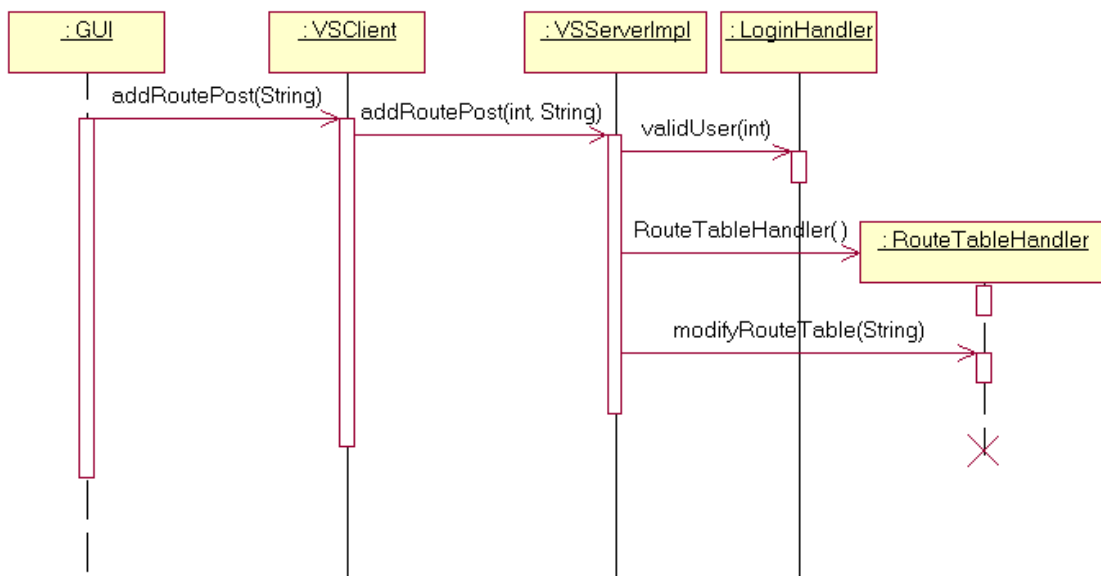 : GUI
: VSClient
: VSServerImpl
: LoginHandler
addRoutePost(String)
addRoutePost(int, String)
validUser(int)
RouteTableHandler( )
: RouteTableHandler
modifyRouteTable(String)